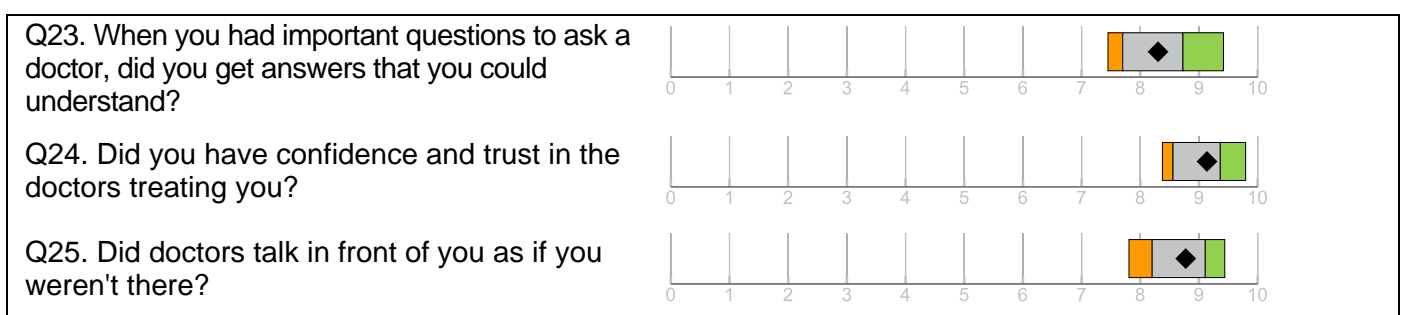 Q23. When you had important questions to ask a
doctor, did you get answers that you could
understand?
0 1 2 3 4 5 6 7 8 9 10
Q24. Did you have confidence and trust in the
doctors treating you?
0 1 2 3 4 5 6 7 8 9 10
Q25. Did doctors talk in front of you as if you
weren't there?
0 1 2 3 4 5 6 7 8 9 10